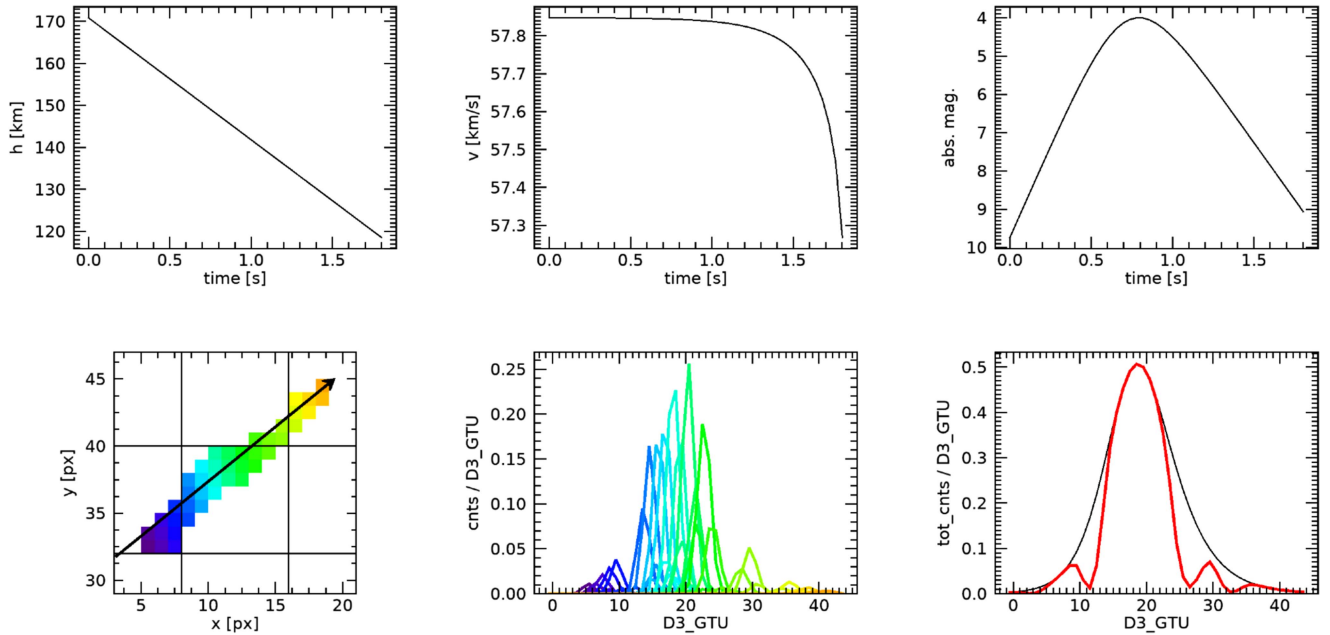 170
160
150
140
130
120
h [km]
0.0 0.5 1.0 1.5
time [s]
57.8
57.7
57.6
57.5
57.4
57.3
v [km/s]
0.0 0.5 1.0 1.5
time [s]
4
5
6
7
8
9
10
abs. mag.
0.0 0.5 1.0 1.5
time [s]
45
40
35
30
y [px]
5 10 15 20
x [px]
0.25
0.20
0.15
0.10
0.05
0.00
cnts / D3_GTU
0 10 20 30 40
D3_GTU
0.5
0.4
0.3
0.2
0.1
0.0
tot_cnts / D3_GTU
0 10 20 30 40
D3_GTU